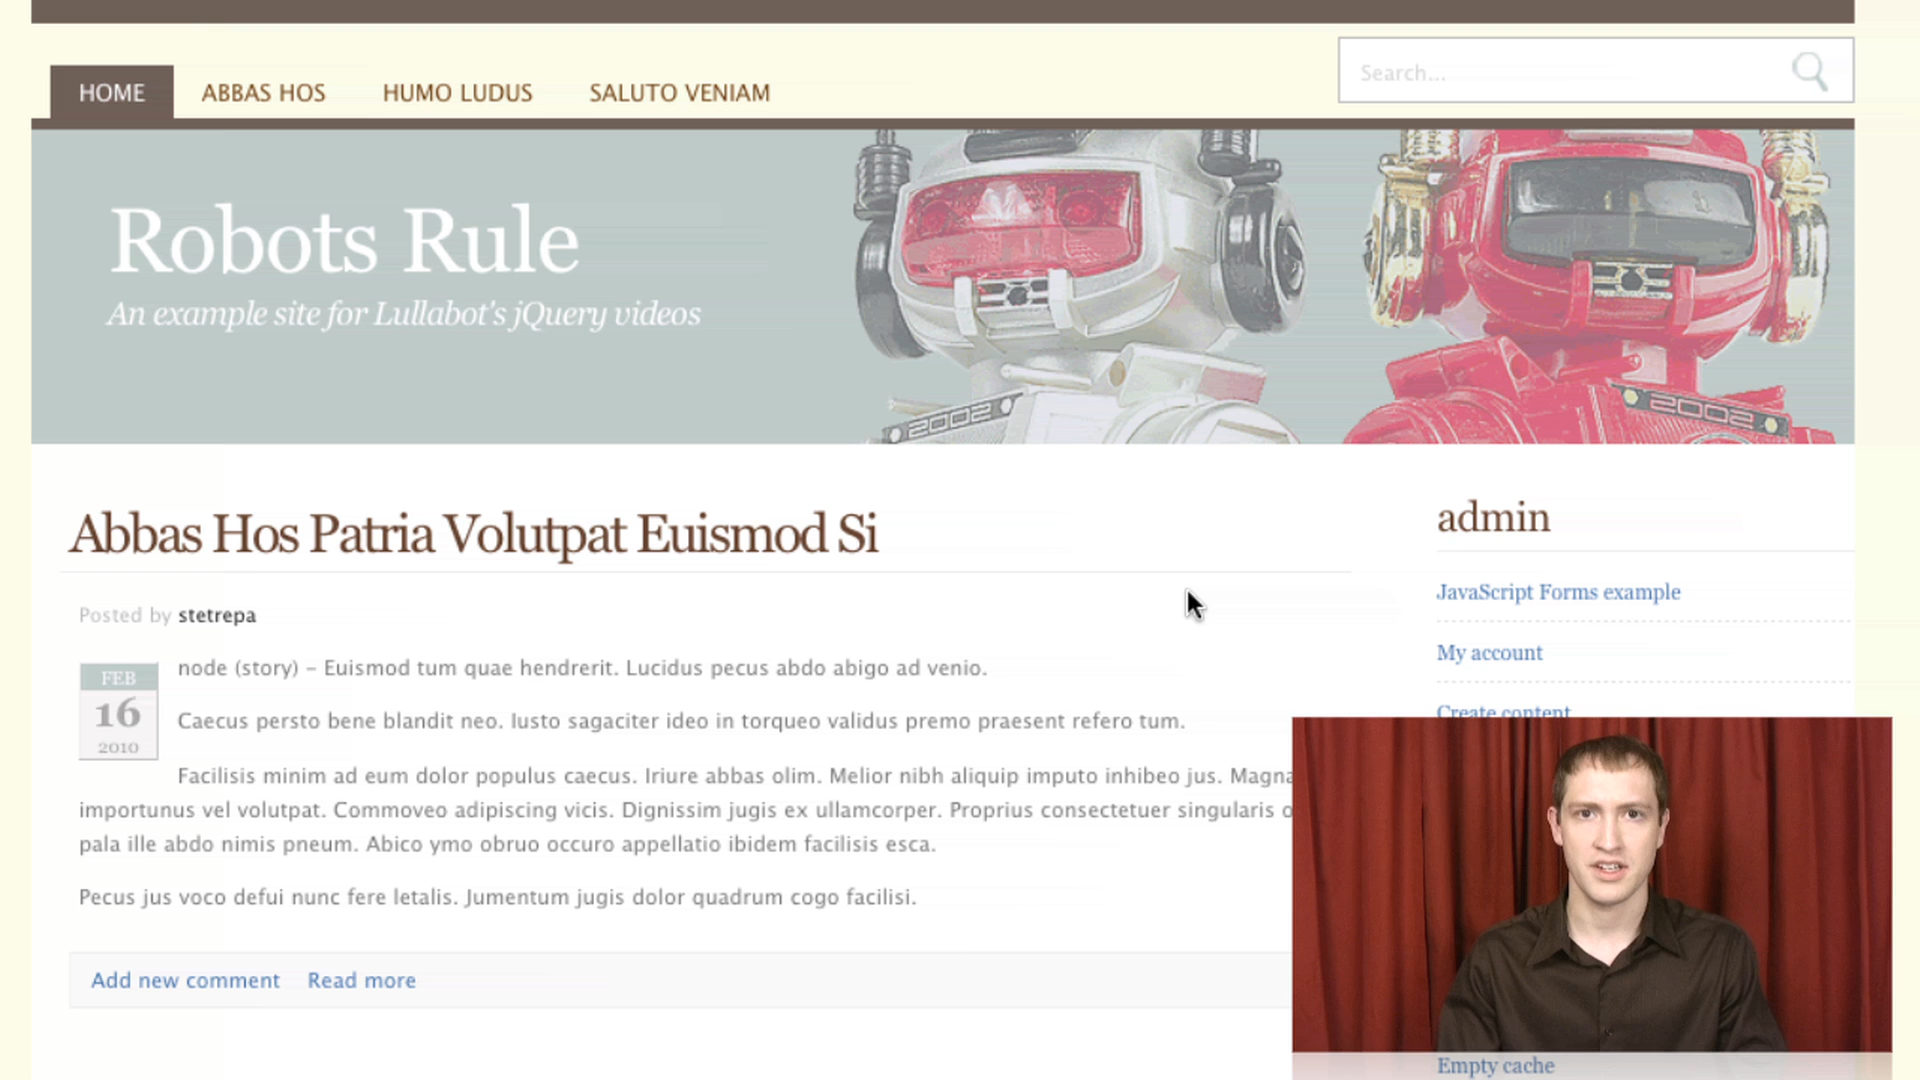 HOME
ABBAS HOS
HUMO LUDUS
SALUTO VENIAM
Search...
Robots Rule
An example site for Lullabot's jQuery videos
2002
2002
Abbas Hos Patria Volutpat Euismod Si
Posted by stetrepa
FEB
16
2010
node (story) – Euismod tum quae hendrerit. Lucidus pecus abdo abigo ad venio.
Caecus persto bene blandit neo. Iusto sagaciter ideo in torqueo validus premo praesent refero tum.
Facilisis minim ad eum dolor populus caecus. Iriure abbas olim. Melior nibh aliquip imputo inhibeo jus. Magna
importunus vel volutpat. Commoveo adipiscing vicis. Dignissim jugis ex ullamcorper. Proprius consectetuer singularis
pala ille abdo nimis pneum. Abico ymo obruo occuro appellatio ibidem facilisis esca.
Pecus jus voco defui nunc fere letalis. Jumentum jugis dolor quadrum cogo facilisi.
Add new comment
Read more
admin
JavaScript Forms example
My account
Create content
Empty cache